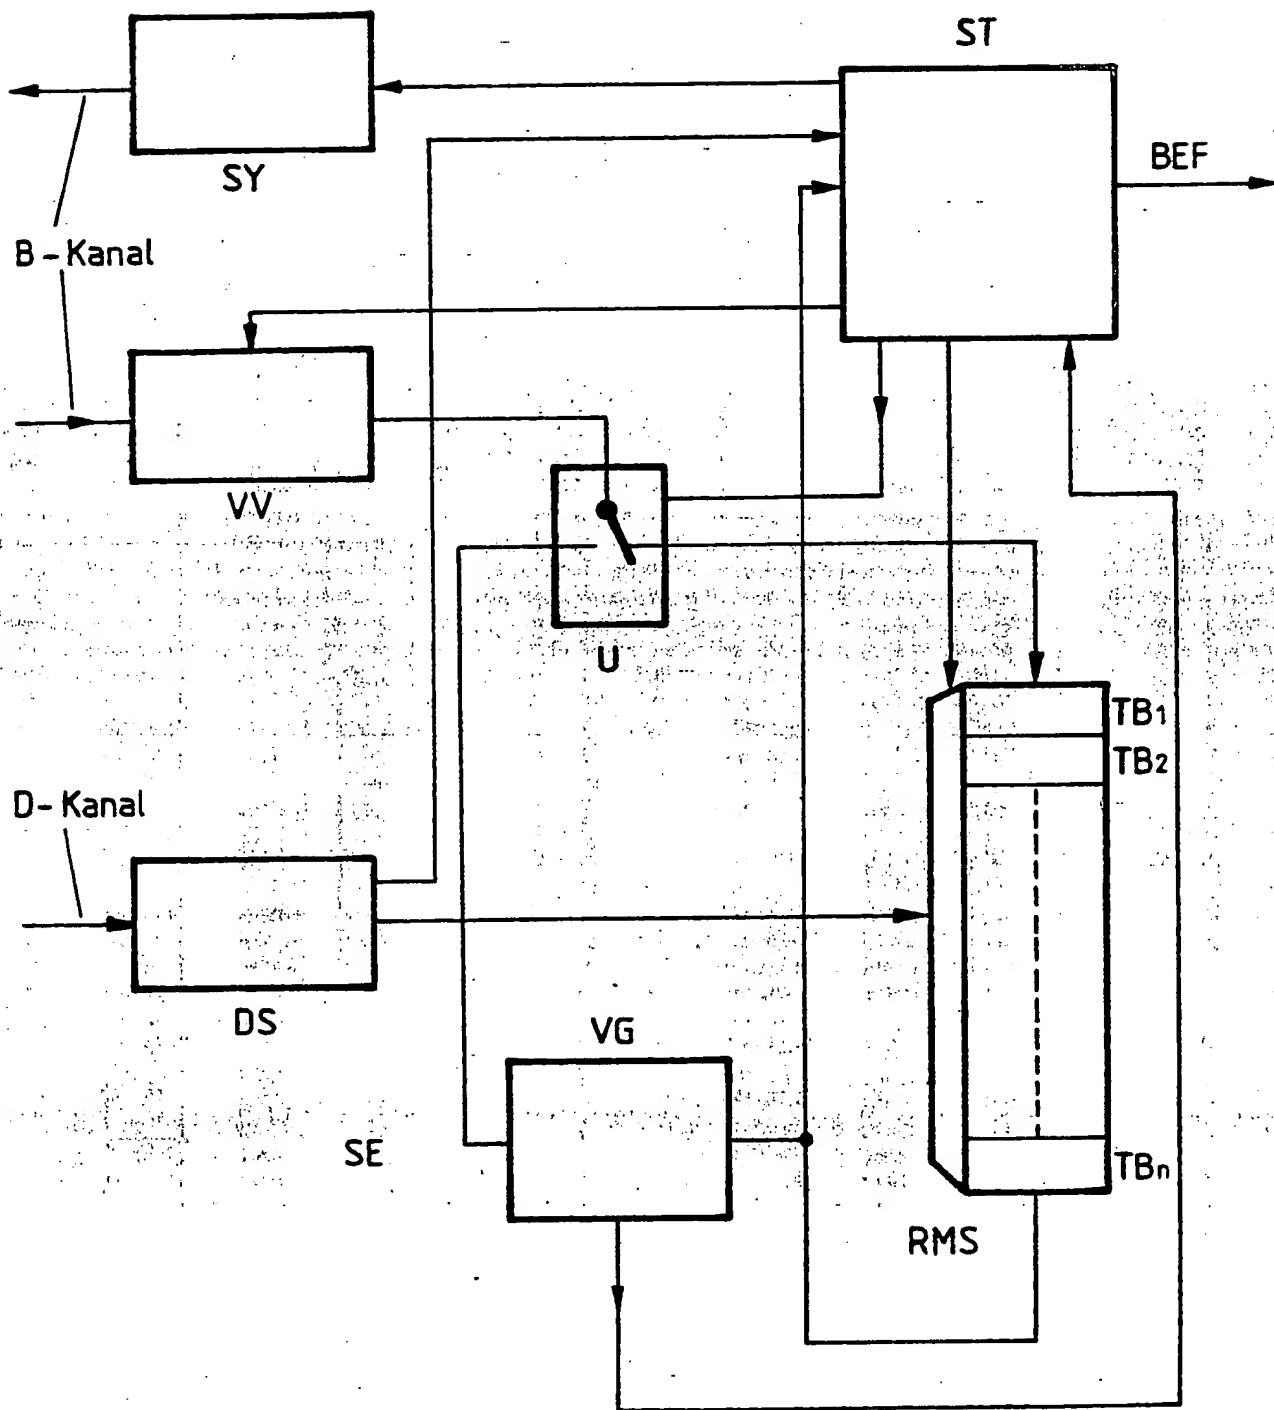 ST
BEF
SY
B-Kanal
VV
U
TB1
TB2
D-Kanal
DS
VG
SE
TBn
RMS